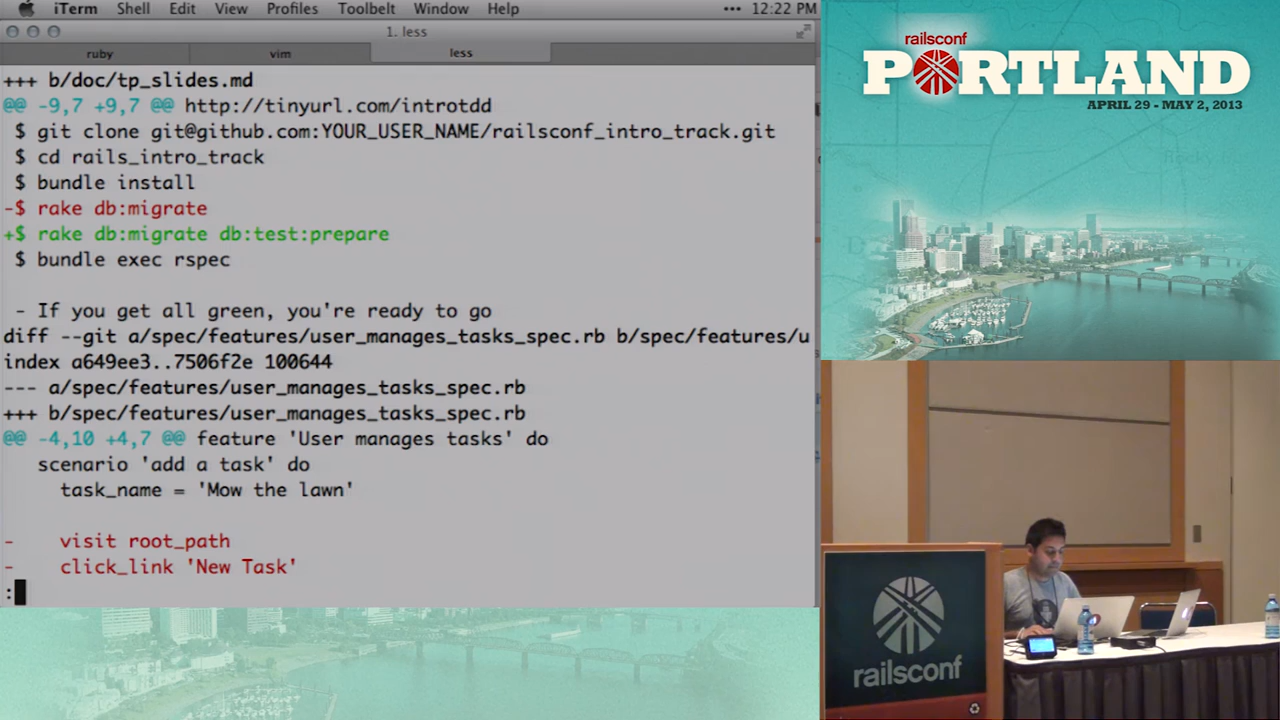 iTerm Shell Edit View Profiles Toolbelt Window Help ••• 12:22 PM
1. less
ruby vim less
+++ b/doc/tp_slides.md
@@ -9,7 +9,7 @@ http://tinyurl.com/introtdd
$ git clone git@github.com:YOUR_USER_NAME/railsconf_intro_track.git
$ cd rails_intro_track
$ bundle install
-$ rake db:migrate
+$ rake db:migrate db:test:prepare
$ bundle exec rspec
- If you get all green, you're ready to go
diff --git a/spec/features/user_manages_tasks_spec.rb b/spec/features/u
index a649ee3..7506f2e 100644
--- a/spec/features/user_manages_tasks_spec.rb
+++ b/spec/features/user_manages_tasks_spec.rb
@@ -4,10 +4,7 @@ feature 'User manages tasks' do
scenario 'add a task' do
task_name = 'Mow the lawn'
- visit root_path
- click_link 'New Task'
:
railsconf
PORTLAND
APRIL 29 - MAY 2, 2013
railsconf